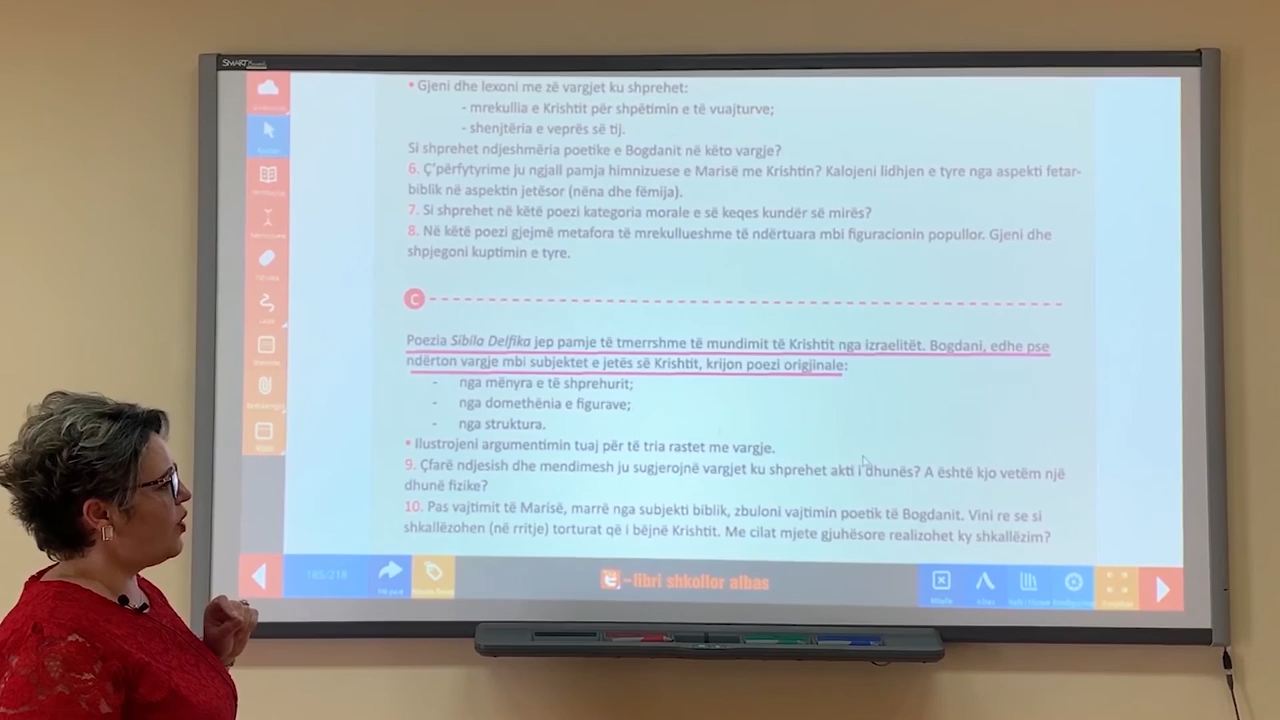 SMART
• Gjeni dhe lexoni me zë vargjet ku shprehet:
- mrekullia e Krishtit për shpëtimin e të vuajturve;
- shenjtëria e veprës së tij.
Si shprehet ndjeshmëria poetike e Bogdanit në këto vargje?
6. Ç'përfytyrime ju ngjall pamja himnizuese e Marisë me Krishtin? Kalojeni lidhjen e tyre nga aspekti fetar-
biblik në aspektin jetësor (nëna dhe fëmija).
7. Si shprehet në këtë poezi kategoria morale e së keqes kundër së mirës?
8. Në këtë poezi gjejmë metafora të mrekullueshme të ndërtuara mbi figuracionin popullor. Gjeni dhe
shpjegoni kuptimin e tyre.
C
Poezia Sibila Delfika jep pamje të tmerrshme të mundimit të Krishtit nga izraelitët. Bogdani, edhe pse
ndërton vargje mbi subjektet e jetës së Krishtit, krijon poezi origjinale:
- nga mënyra e të shprehurit;
- nga domethënia e figurave;
- nga struktura.
• Ilustrojeni argumentimin tuaj për të tria rastet me vargje.
9. Çfarë ndjesish dhe mendimesh ju sugjerojnë vargjet ku shprehet akti i dhunës? A është kjo vetëm një
dhunë fizike?
10. Pas vajtimit të Marisë, marrë nga subjekti biblik, zbuloni vajtimin poetik të Bogdanit. Vini re se si
shkallëzohen (në rritje) torturat që i bëjnë Krishtit. Me cilat mjete gjuhësore realizohet ky shkallëzim?
185/218
e-libri shkollor albas